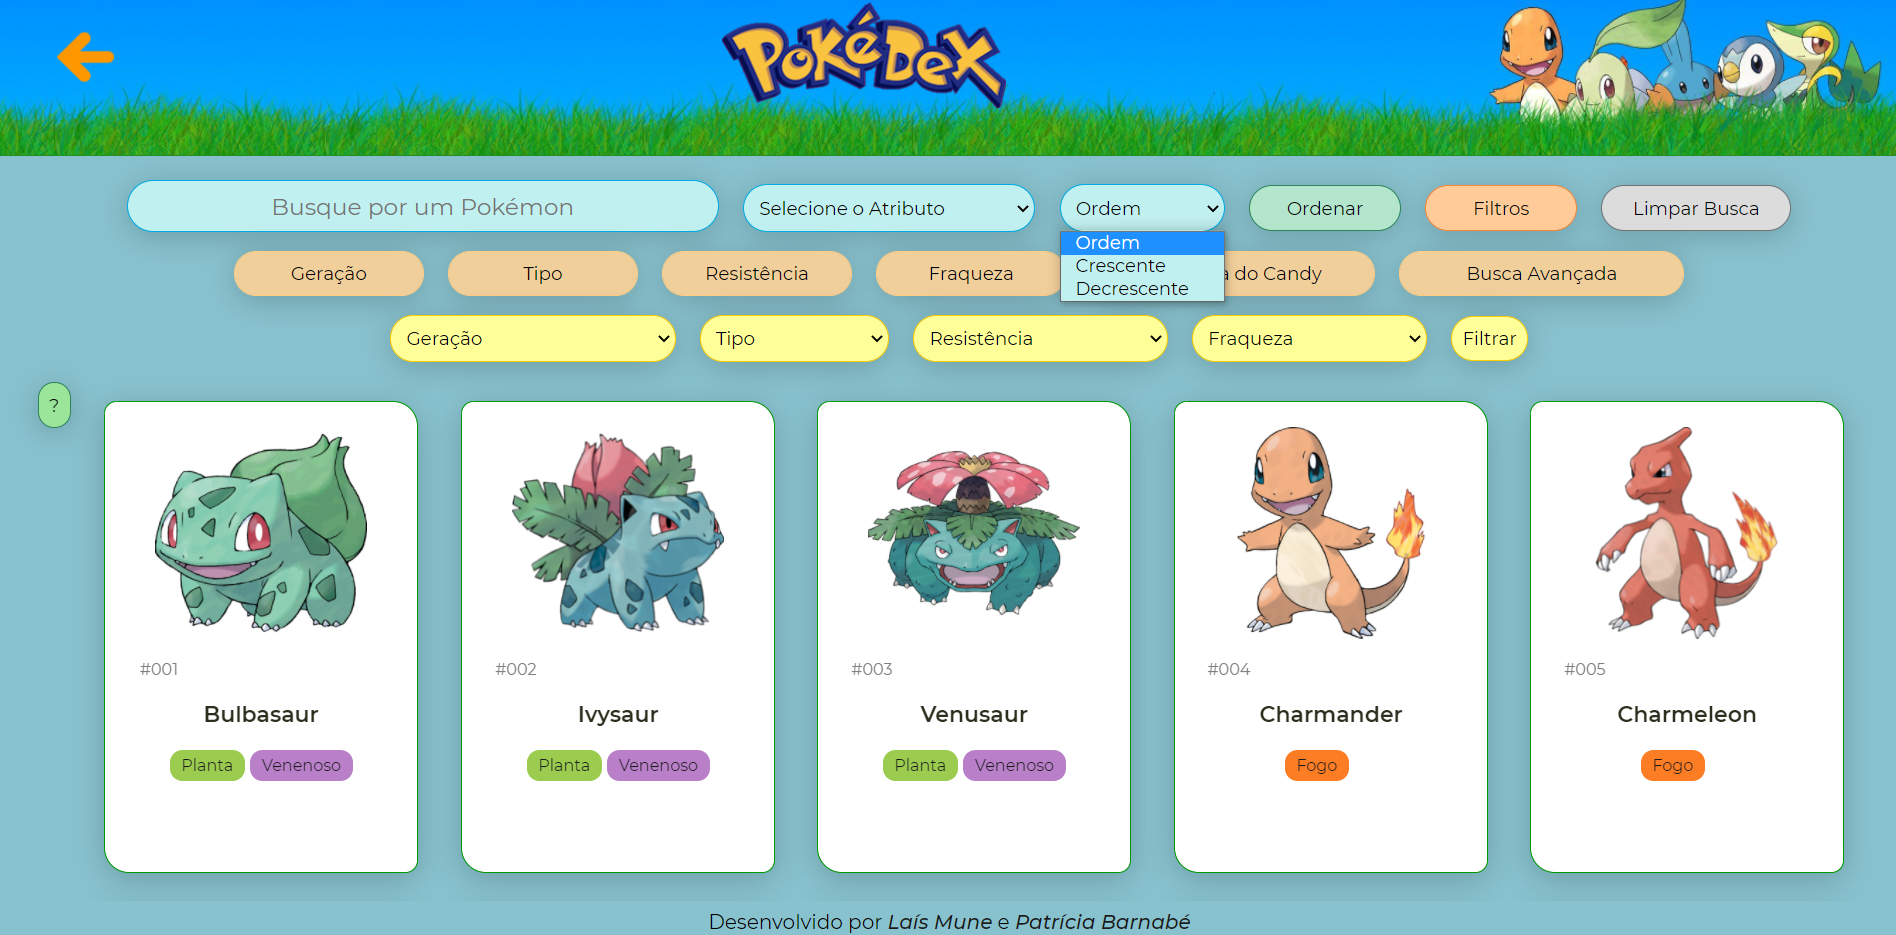 PoKéDex
Busque por um Pokémon
Selecione o Atributo
Ordem
Ordenar
Filtros
Limpar Busca
Ordem
Crescente
Decrescente
Geração
Tipo
Resistência
Fraqueza
do Candy
Busca Avançada
Geração
Tipo
Resistência
Fraqueza
Filtrar
?
#001
Bulbasaur
Planta Venenoso
#002
Ivysaur
Planta Venenoso
#003
Venusaur
Planta Venenoso
#004
Charmander
Fogo
#005
Charmeleon
Fogo
Desenvolvido por Laís Mune e Patrícia Barnabé